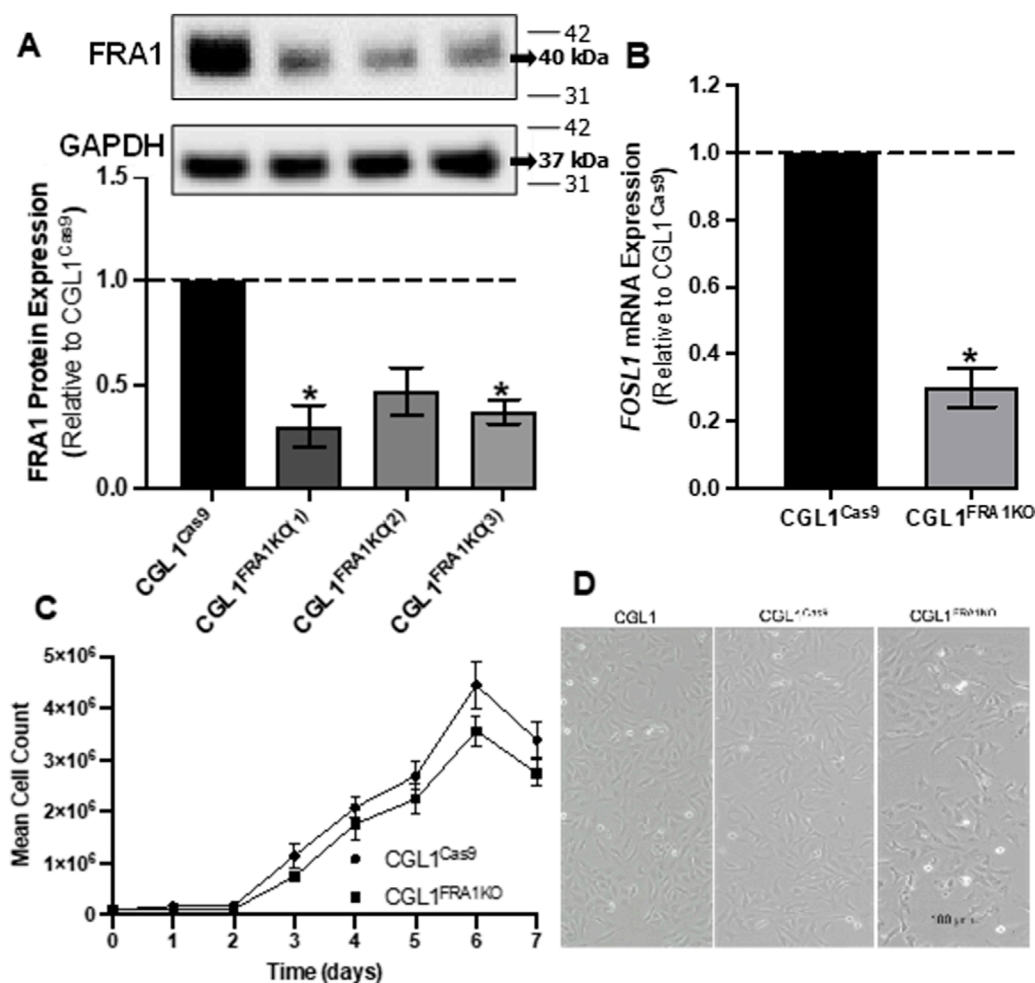 A
FRA1
42
40 kDa
31
GAPDH
42
37 kDa
31
FRA1 Protein Expression
(Relative to CGL1Cas9)
1.5
1.0
0.5
0.0
*
*
CGL1Cas9
CGL1FRA1KO(1)
CGL1FRA1KO(2)
CGL1FRA1KO(3)
B
FOSL1 mRNA Expression
(Relative to CGL1Cas9)
1.2
1.0
0.8
0.6
0.4
0.2
0.0
*
CGL1Cas9
CGL1FRA1KO
C
Mean Cell Count
5×10⁶
4×10⁶
3×10⁶
2×10⁶
1×10⁶
0
CGL1Cas9
CGL1FRA1KO
0 1 2 3 4 5 6 7
Time (days)
D
CGL1
CGL1Cas9
CGL1FRA1KO
100 μm